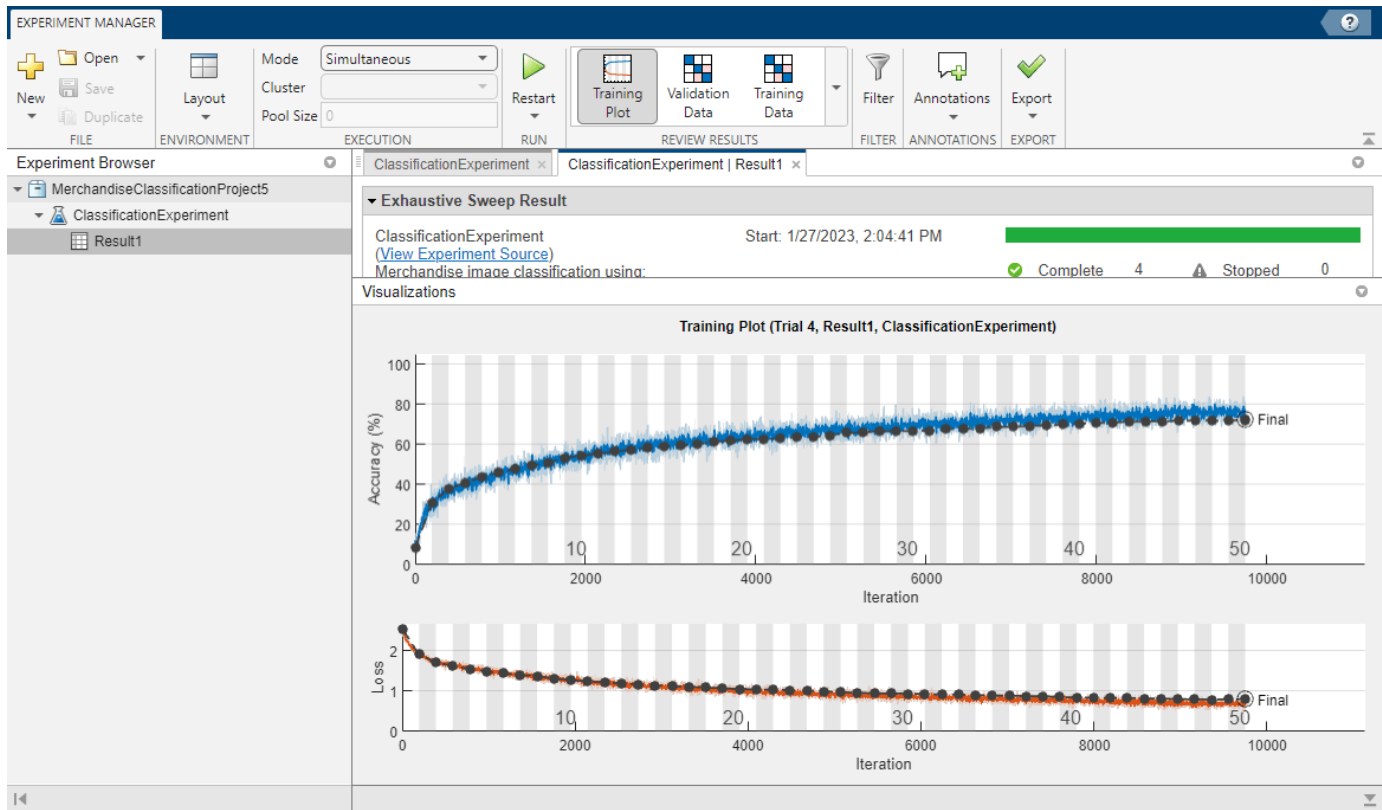 EXPERIMENT MANAGER
?
New
Open
Save
Duplicate
FILE
Layout
ENVIRONMENT
Mode Simultaneous
Cluster
Pool Size 0
EXECUTION
Restart
RUN
Training Plot
Validation Data
Training Data
REVIEW RESULTS
Filter
FILTER
Annotations
ANNOTATIONS
Export
EXPORT
Experiment Browser
MerchandiseClassificationProject5
ClassificationExperiment
Result1
ClassificationExperiment ×
ClassificationExperiment | Result1 ×
Exhaustive Sweep Result
ClassificationExperiment
(View Experiment Source)
Merchandise image classification using:
Start: 1/27/2023, 2:04:41 PM
Complete 4
Stopped 0
Visualizations
Training Plot (Trial 4, Result1, ClassificationExperiment)
Accuracy (%)
100
80
60
40
20
0
10 20 30 40 50
Final
0 2000 4000 6000 8000 10000
Iteration
Loss
2
1
0
10 20 30 40 50
Final
0 2000 4000 6000 8000 10000
Iteration